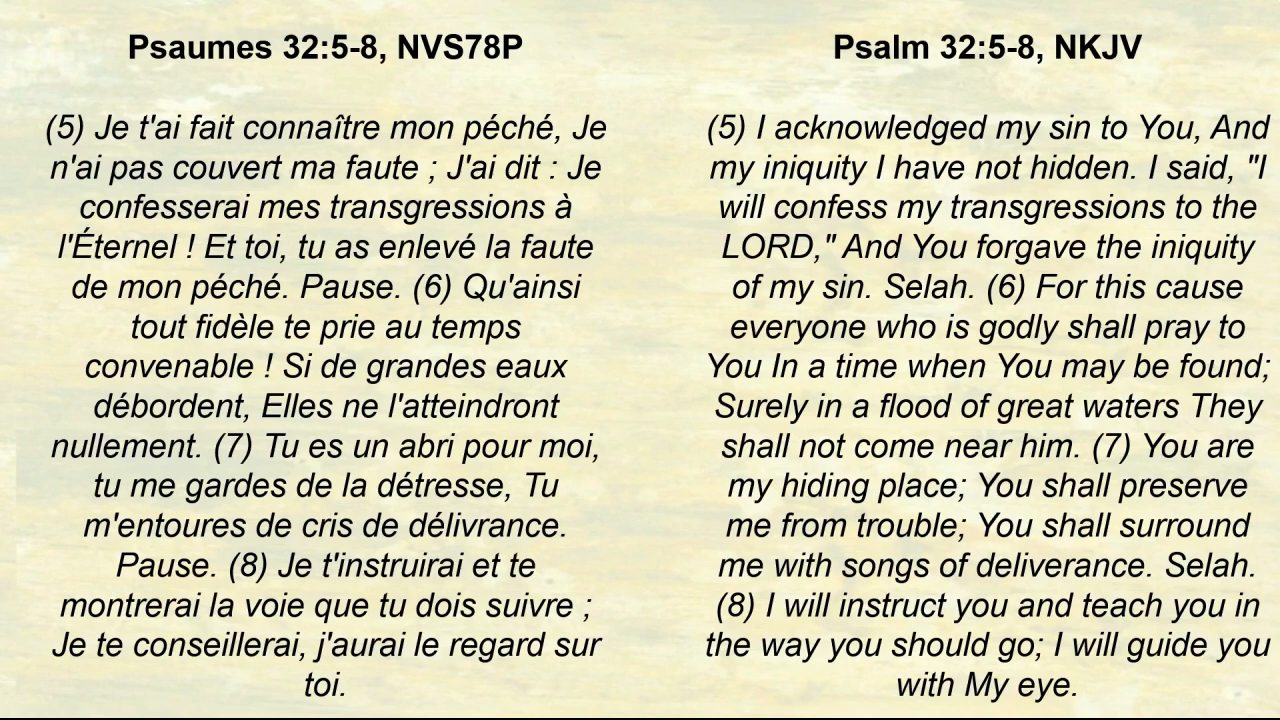 Psaumes 32:5-8, NVS78P
(5) Je t'ai fait connaître mon péché, Je
n'ai pas couvert ma faute ; J'ai dit : Je
confesserai mes transgressions à
l'Éternel ! Et toi, tu as enlevé la faute
de mon péché. Pause. (6) Qu'ainsi
tout fidèle te prie au temps
convenable ! Si de grandes eaux
débordent, Elles ne l'atteindront
nullement. (7) Tu es un abri pour moi,
tu me gardes de la détresse, Tu
m'entoures de cris de délivrance.
Pause. (8) Je t'instruirai et te
montrerai la voie que tu dois suivre ;
Je te conseillerai, j'aurai le regard sur
toi.
Psalm 32:5-8, NKJV
(5) I acknowledged my sin to You, And
my iniquity I have not hidden. I said, "I
will confess my transgressions to the
LORD," And You forgave the iniquity
of my sin. Selah. (6) For this cause
everyone who is godly shall pray to
You In a time when You may be found;
Surely in a flood of great waters They
shall not come near him. (7) You are
my hiding place; You shall preserve
me from trouble; You shall surround
me with songs of deliverance. Selah.
(8) I will instruct you and teach you in
the way you should go; I will guide you
with My eye.